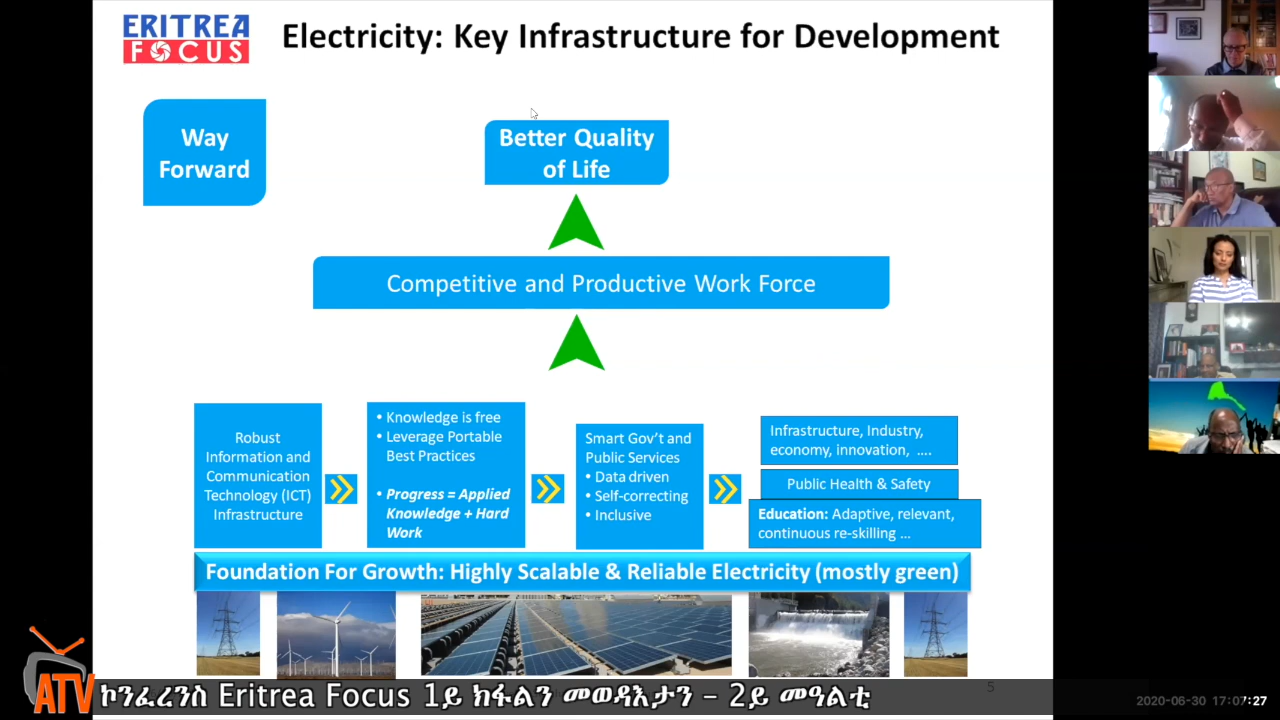 ERITREA
FOCUS
Electricity: Key Infrastructure for Development
Way
Forward
Better Quality
of Life
Competitive and Productive Work Force
Robust
Information and
Communication
Technology (ICT)
Infrastructure
• Knowledge is free
• Leverage Portable
Best Practices
• Progress = Applied
Knowledge + Hard
Work
Smart Gov't and
Public Services
• Data driven
• Self-correcting
• Inclusive
Infrastructure, Industry,
economy, innovation, ....
Public Health & Safety
Education: Adaptive, relevant,
continuous re-skilling ...
Foundation For Growth: Highly Scalable & Reliable Electricity (mostly green)
5
ATV
ኮንፈረንስ Eritrea Focus 1ይ ክፋልን መወዳእታን – 2ይ መዓልቲ
2020-06-30